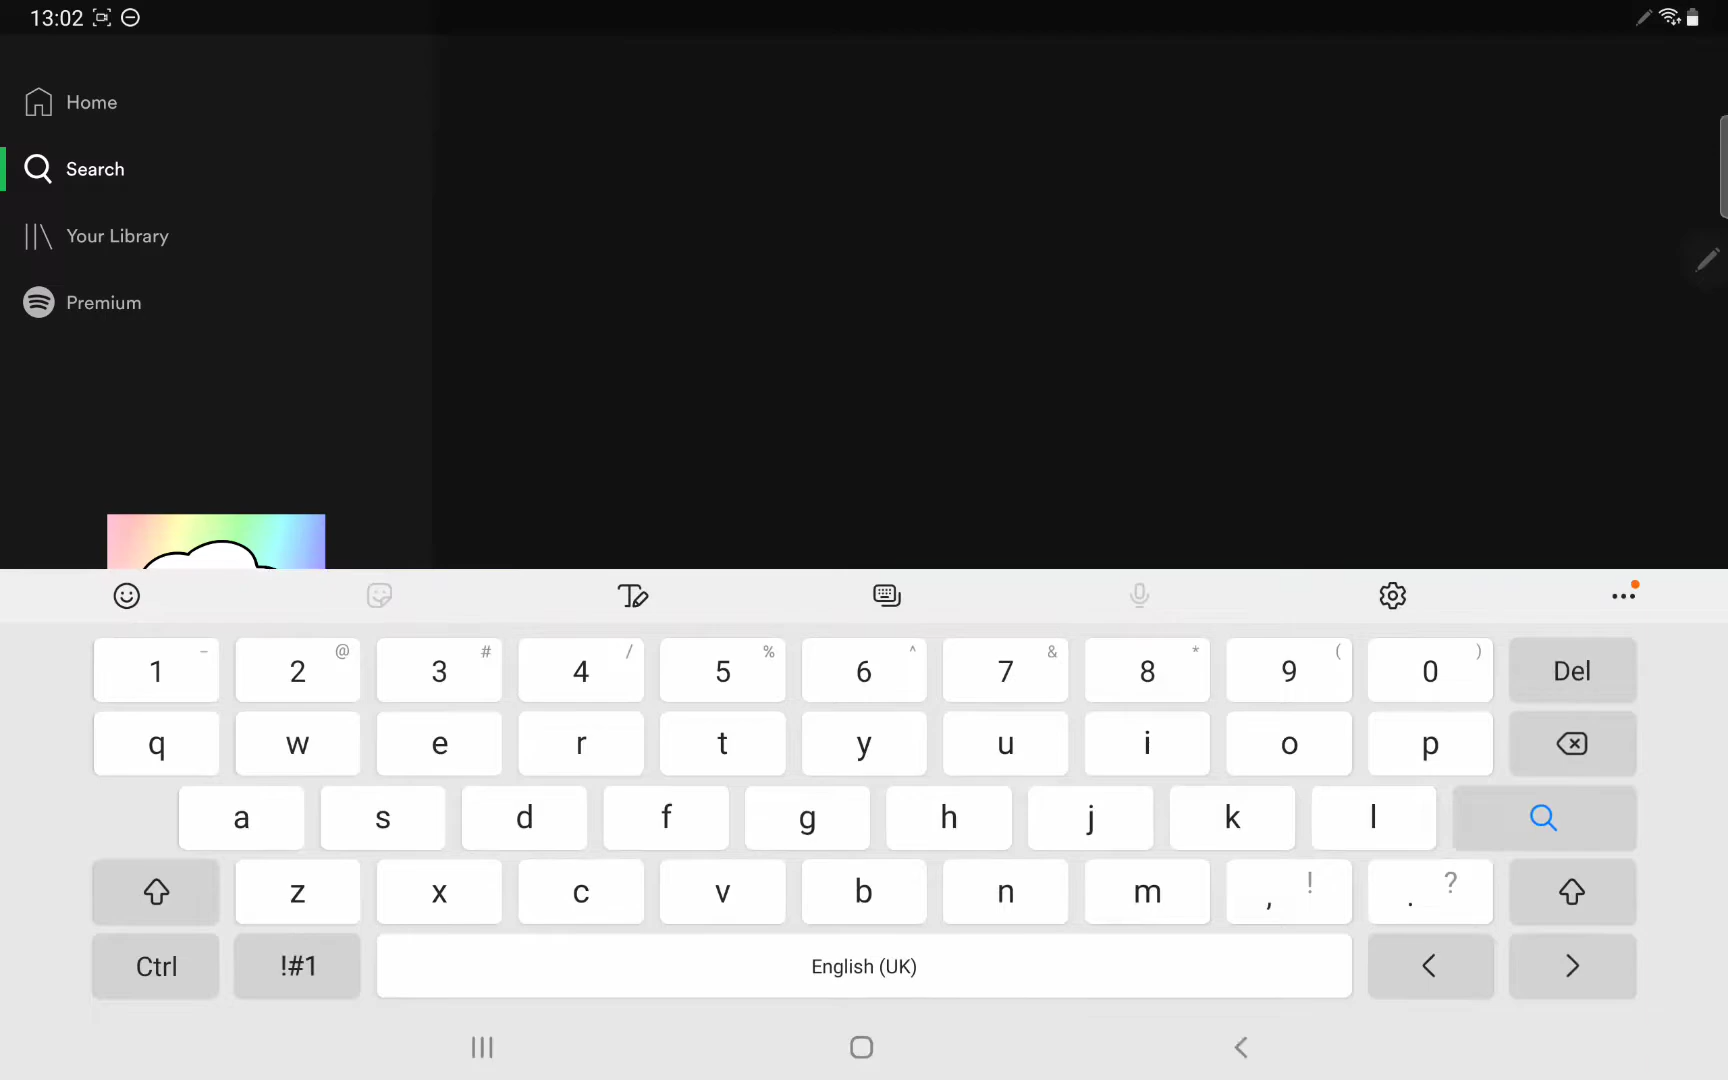 13:02
Home
Search
Your Library
Premium
1 - 2 @ 3 # 4 / 5 % 6 ^ 7 & 8 * 9 ( 0 ) Del
q w e r t y u i o p
a s d f g h j k l
z x c v b n m , ! . ?
Ctrl !#1 English (UK) < >